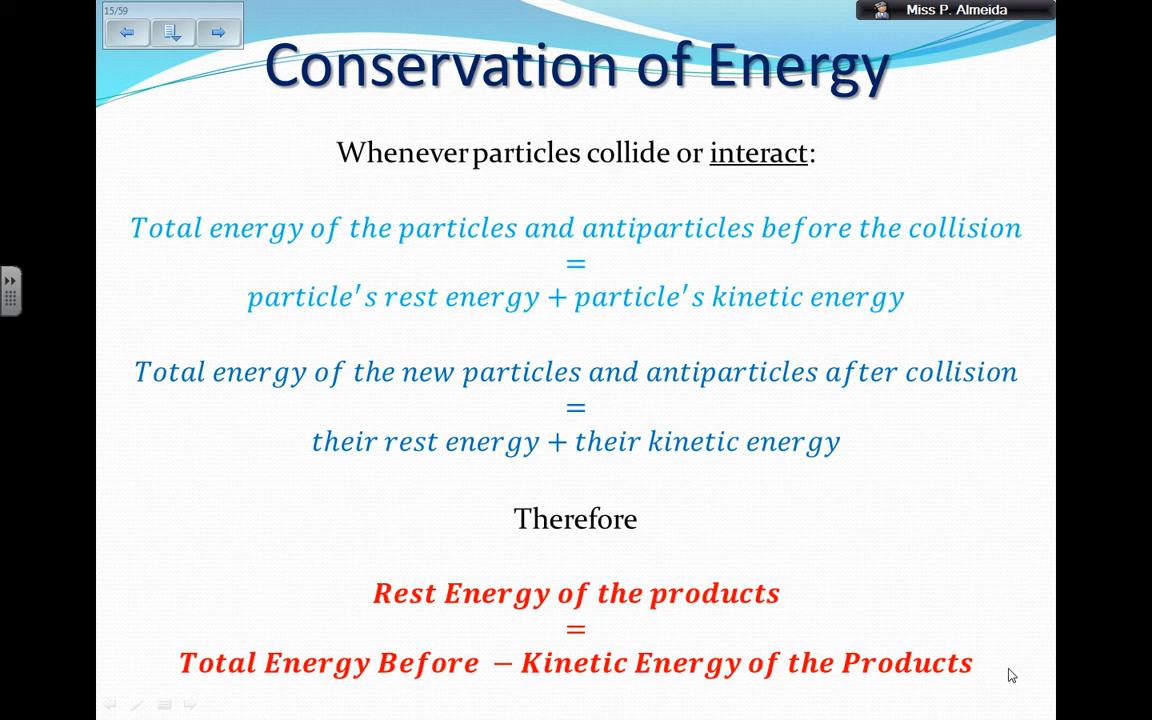 15/59
Miss P. Almeida
Conservation of Energy
Whenever particles collide or interact:
Total energy of the particles and antiparticles before the collision
=
particle's rest energy + particle's kinetic energy
Total energy of the new particles and antiparticles after collision
=
their rest energy + their kinetic energy
Therefore
Rest Energy of the products
=
Total Energy Before − Kinetic Energy of the Products